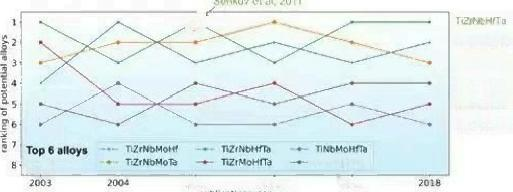 Senkov et al, 2011
TiZrNbHfTa
ranking of potential alloys
1
2
3
4
5
6
7
8
Top 6 alloys
TiZrNbMoHf
TiZrNbHfTa
TiNbMoHfTa
TiZrNbMoTa
TiZrMoHfTa
2003
2004
2018